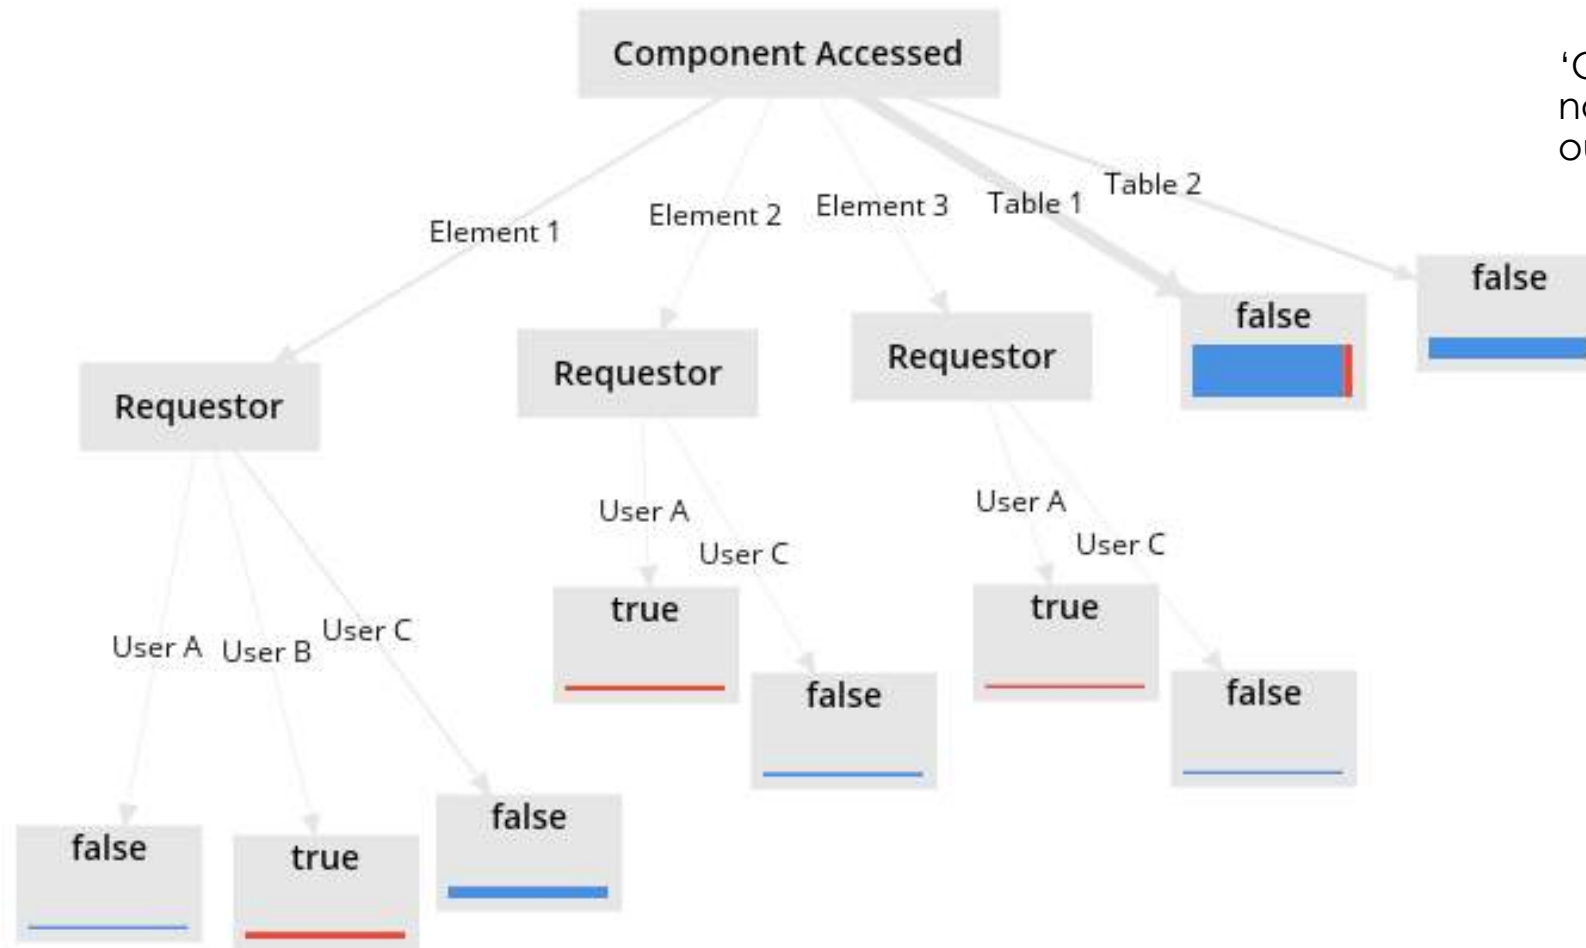 Component Accessed
Element 1
Element 2
Element 3
Table 1
Table 2
false
false
Requestor
Requestor
Requestor
User A
User B
User C
User A
User C
User A
User C
true
false
true
false
false
true
false